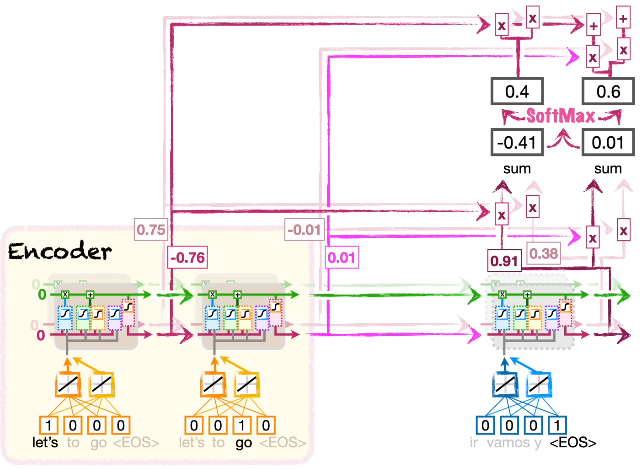 x x + +
x x
0.4 0.6
SoftMax
-0.41 0.01
sum sum
x x x x
0.75 -0.01
-0.76 0.01 0.91 0.38
Encoder
x + x + x +
0 0
1 0 0 0 0 0 1 0 0 0 0 1
let's to go <EOS> let's to go <EOS> ir vamos y <EOS>